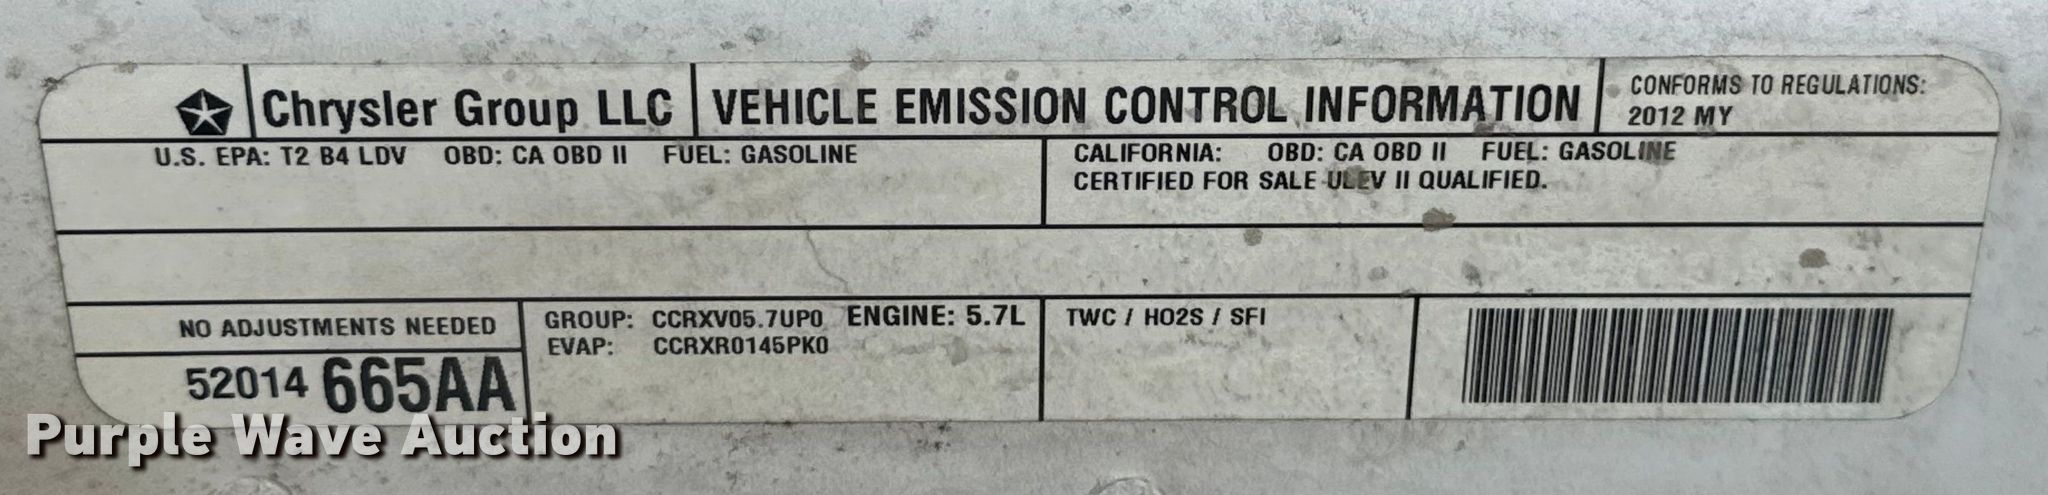 Chrysler Group LLC
VEHICLE EMISSION CONTROL INFORMATION
CONFORMS TO REGULATIONS:
2012 MY
U.S. EPA: T2 B4 LDV OBD: CA OBD II FUEL: GASOLINE
CALIFORNIA: OBD: CA OBD II FUEL: GASOLINE
CERTIFIED FOR SALE ULEV II QUALIFIED.
NO ADJUSTMENTS NEEDED
52014 665AA
GROUP: CCRXV05.7UP0 ENGINE: 5.7L
EVAP: CCRXR0145PK0
TWC / HO2S / SFI
Purple Wave Auction